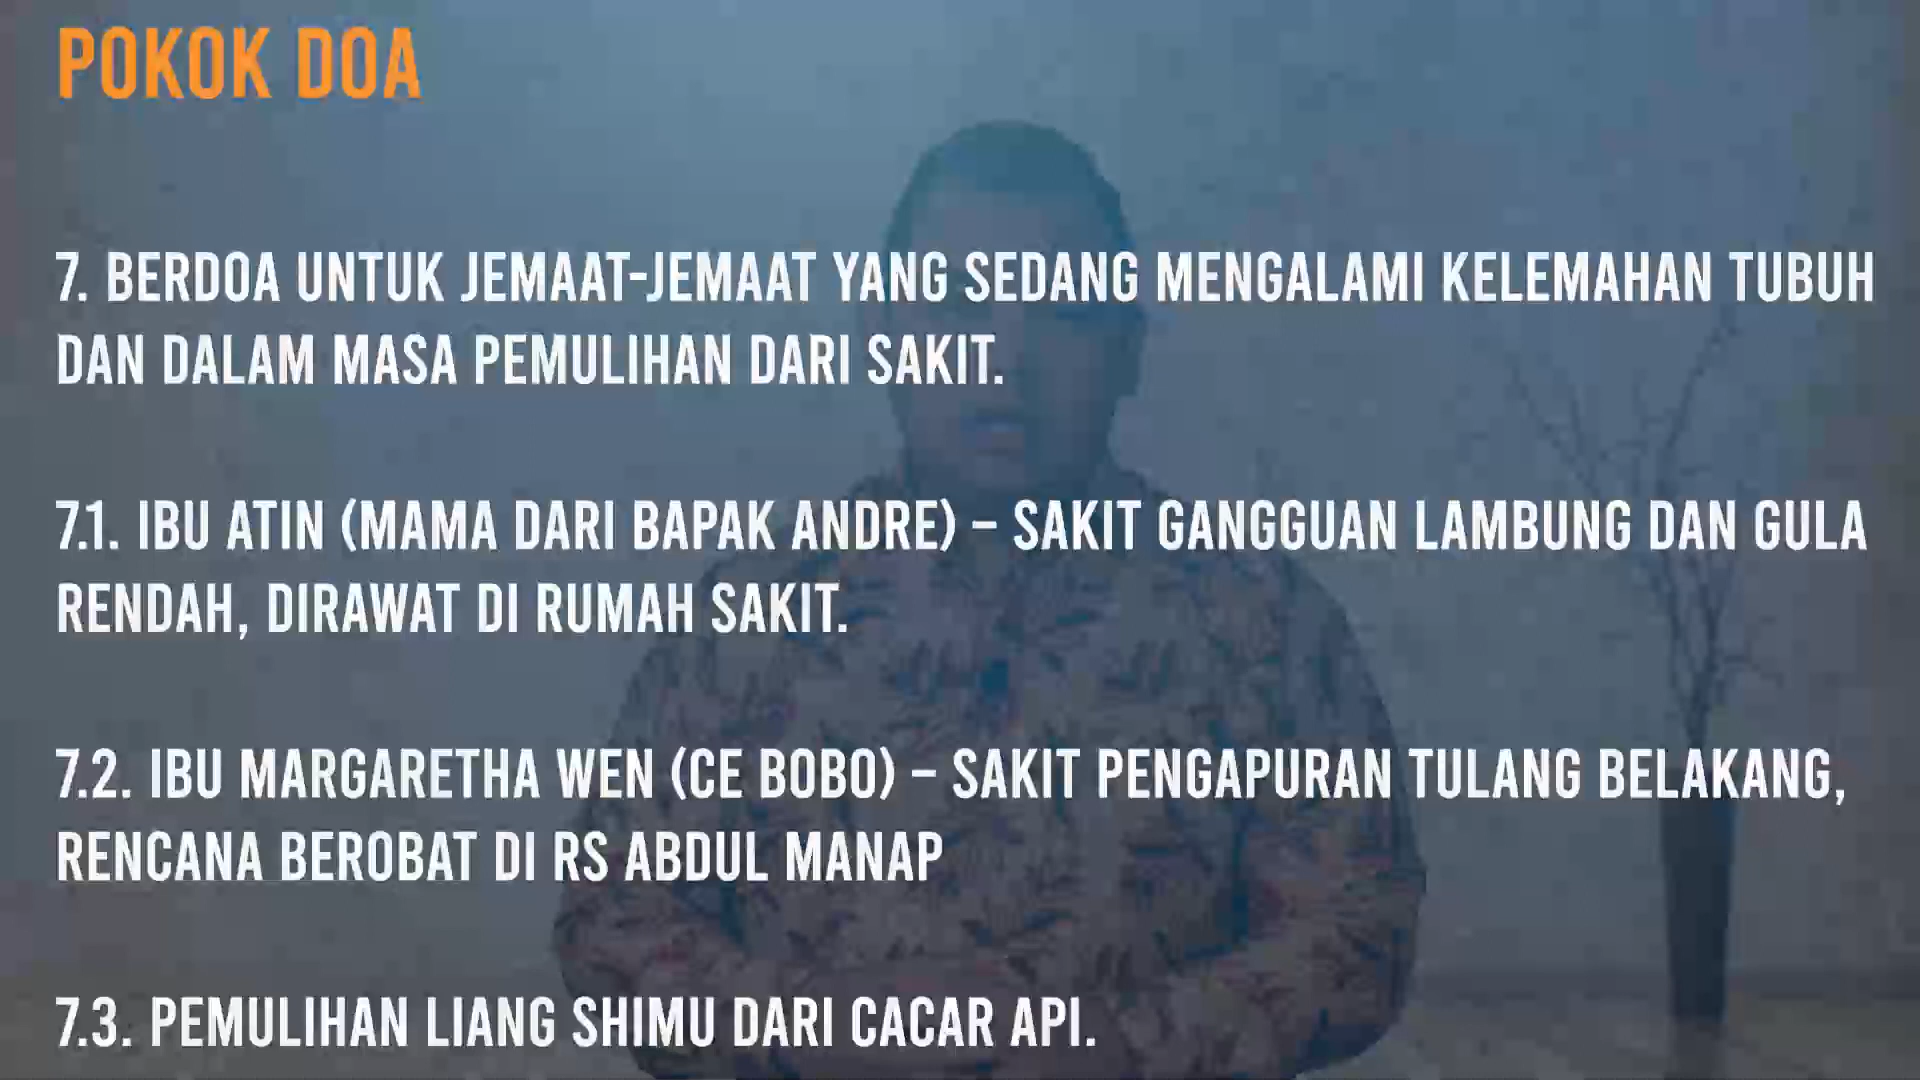 POKOK DOA
7. BERDOA UNTUK JEMAAT-JEMAAT YANG SEDANG MENGALAMI KELEMAHAN TUBUH
DAN DALAM MASA PEMULIHAN DARI SAKIT.
7.1. IBU ATIN (MAMA DARI BAPAK ANDRE) – SAKIT GANGGUAN LAMBUNG DAN GULA
RENDAH, DIRAWAT DI RUMAH SAKIT.
7.2. IBU MARGARETHA WEN (CE BOBO) – SAKIT PENGAPURAN TULANG BELAKANG,
RENCANA BEROBAT DI RS ABDUL MANAP
7.3. PEMULIHAN LIANG SHIMU DARI CACAR API.